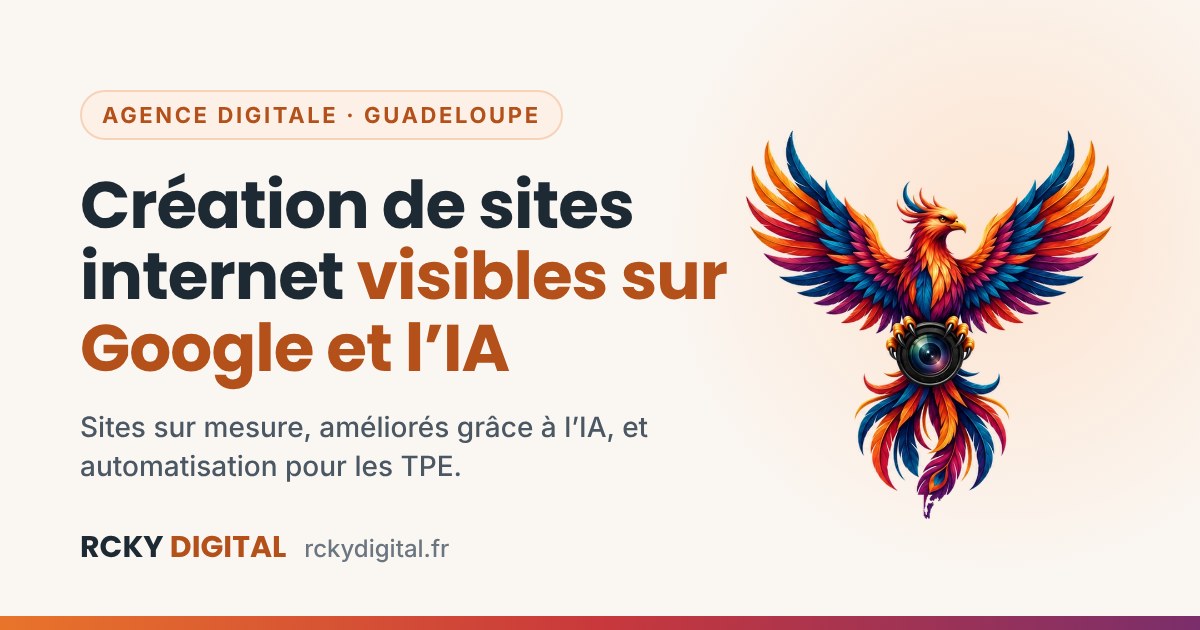 AGENCE DIGITALE · GUADELOUPE
Création de sites
internet visibles sur
Google et l’IA
Sites sur mesure, améliorés grâce à l’IA, et
automatisation pour les TPE.
RCKY DIGITAL rckydigital.fr